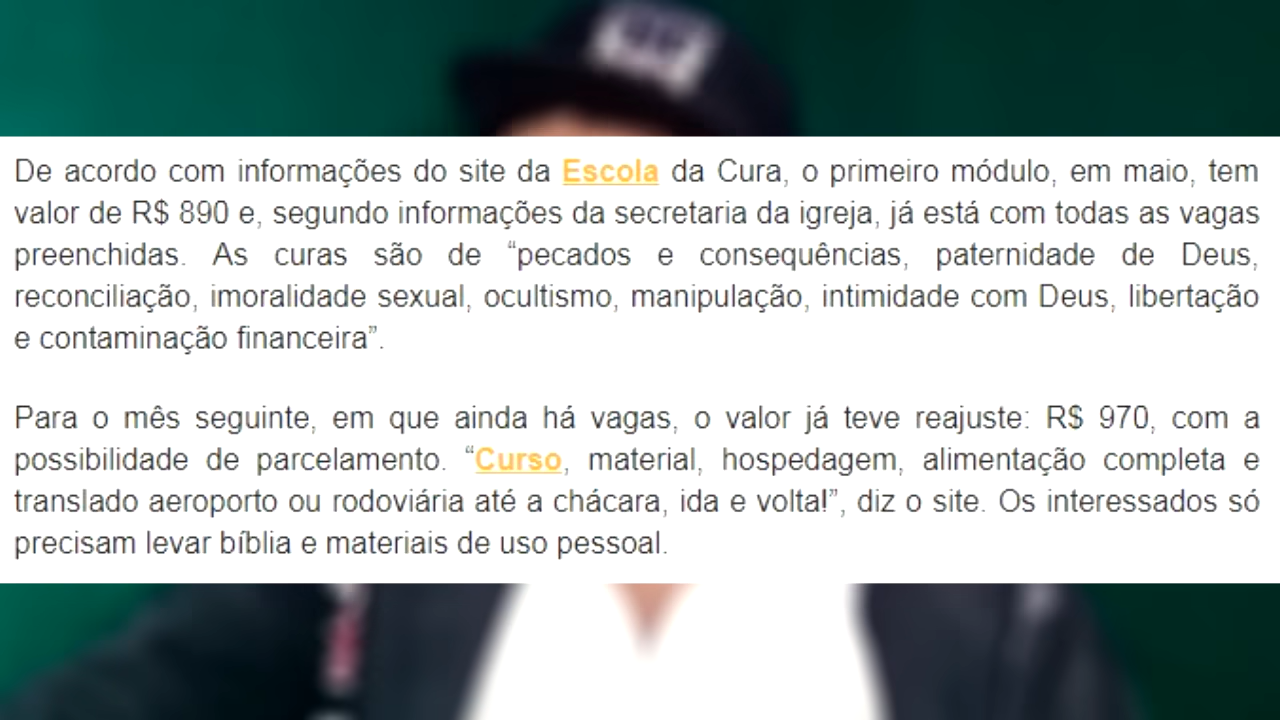 De acordo com informações do site da Escola da Cura, o primeiro módulo, em maio, tem
valor de R$ 890 e, segundo informações da secretaria da igreja, já está com todas as vagas
preenchidas. As curas são de “pecados e consequências, paternidade de Deus,
reconciliação, imoralidade sexual, ocultismo, manipulação, intimidade com Deus, libertação
e contaminação financeira”.
Para o mês seguinte, em que ainda há vagas, o valor já teve reajuste: R$ 970, com a
possibilidade de parcelamento. “Curso, material, hospedagem, alimentação completa e
translado aeroporto ou rodoviária até a chácara, ida e volta!”, diz o site. Os interessados só
precisam levar bíblia e materiais de uso pessoal.